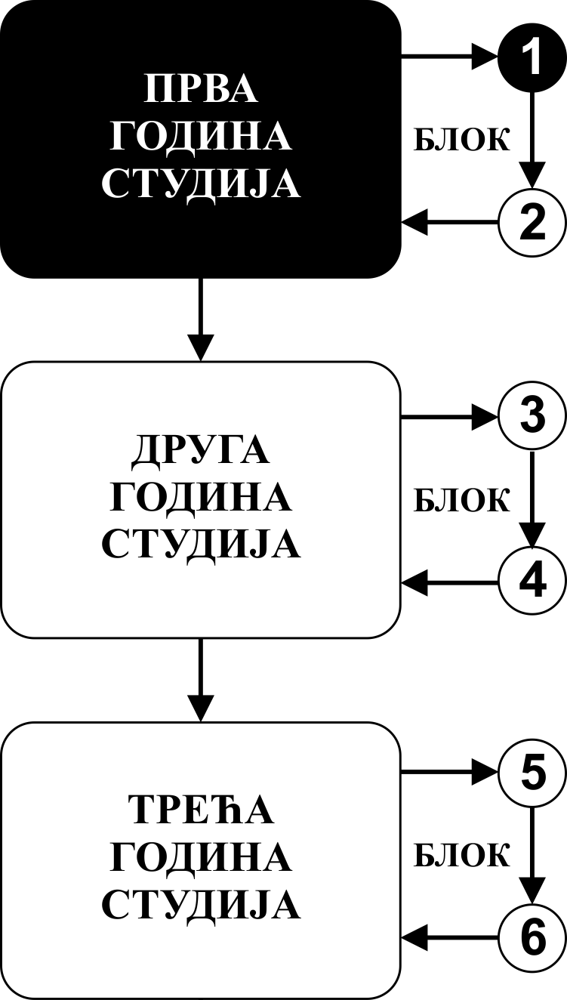 ПРВА
ГОДИНА
СТУДИЈА
1
БЛОК
2
ДРУГА
ГОДИНА
СТУДИЈА
3
БЛОК
4
ТРЕЋА
ГОДИНА
СТУДИЈА
5
БЛОК
6